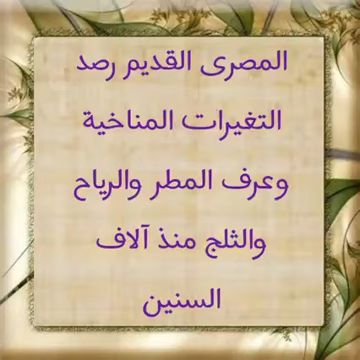 المصرى القديم رصد
التغيرات المناخية
وعرف المطر والرياح
والثلج منذ آلاف
السنين